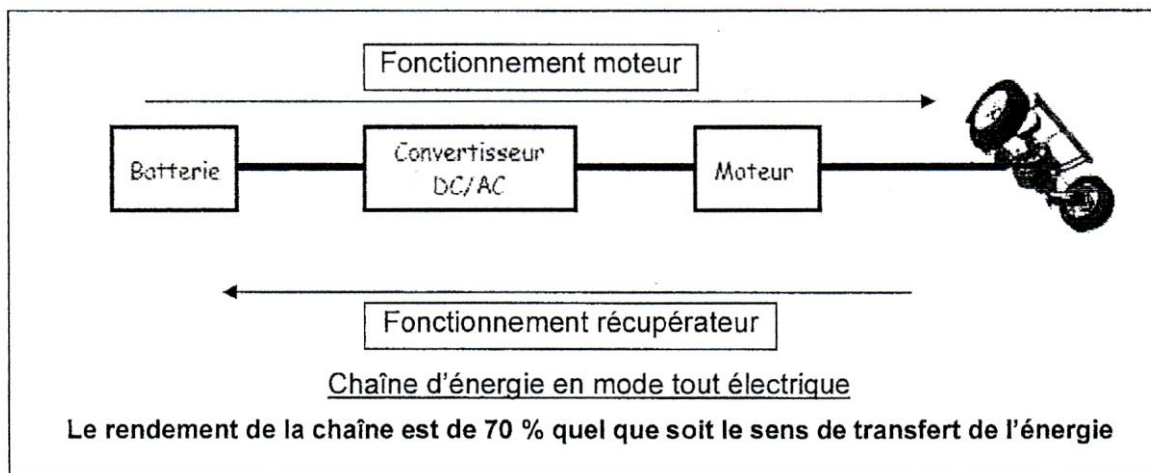 Fonctionnement moteur
Batterie
Convertisseur
DC/AC
Moteur
Fonctionnement récupérateur
Chaîne d'énergie en mode tout électrique
Le rendement de la chaîne est de 70 % quel que soit le sens de transfert de l'énergie